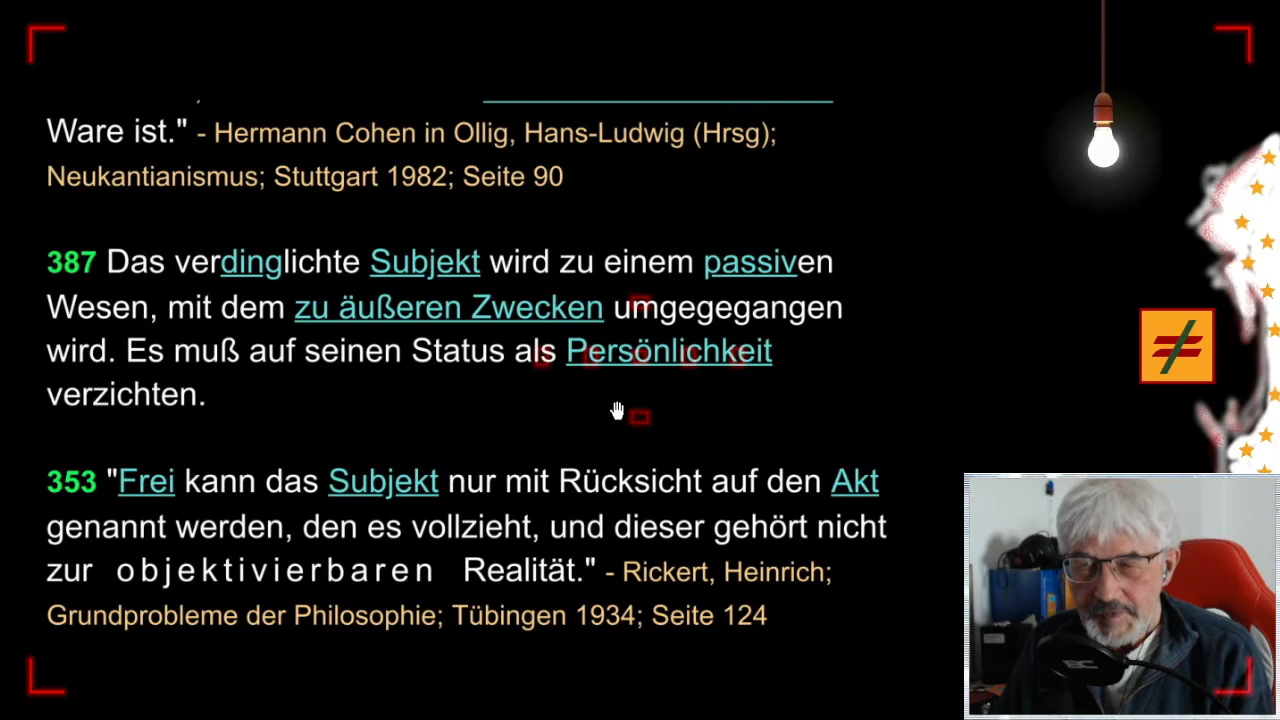 Ware ist." - Hermann Cohen in Ollig, Hans-Ludwig (Hrsg);
Neukantianismus; Stuttgart 1982; Seite 90
387 Das verdinglichte Subjekt wird zu einem passiven
Wesen, mit dem zu äußeren Zwecken umgegegangen
wird. Es muß auf seinen Status als Persönlichkeit
verzichten.
353 "Frei kann das Subjekt nur mit Rücksicht auf den Akt
genannt werden, den es vollzieht, und dieser gehört nicht
zur objektivierbaren Realität." - Rickert, Heinrich;
Grundprobleme der Philosophie; Tübingen 1934; Seite 124